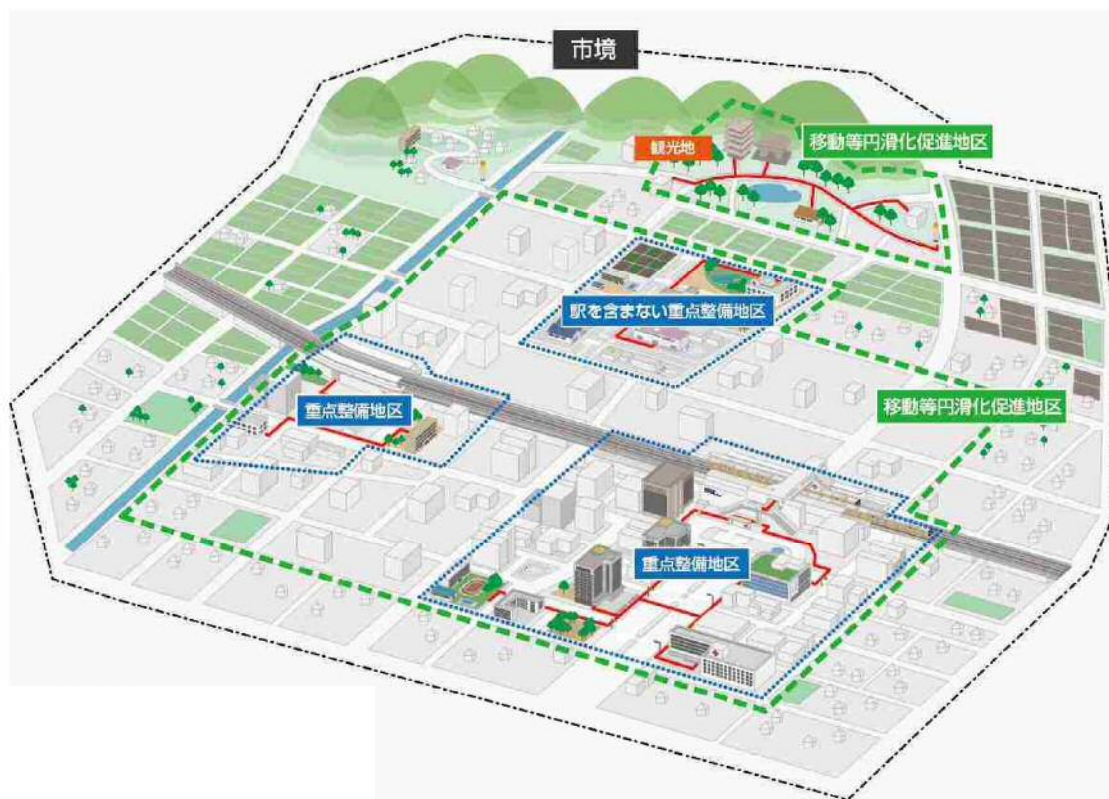 市境
観光地
移動等円滑化促進地区
駅を含まない重点整備地区
重点整備地区
移動等円滑化促進地区
重点整備地区